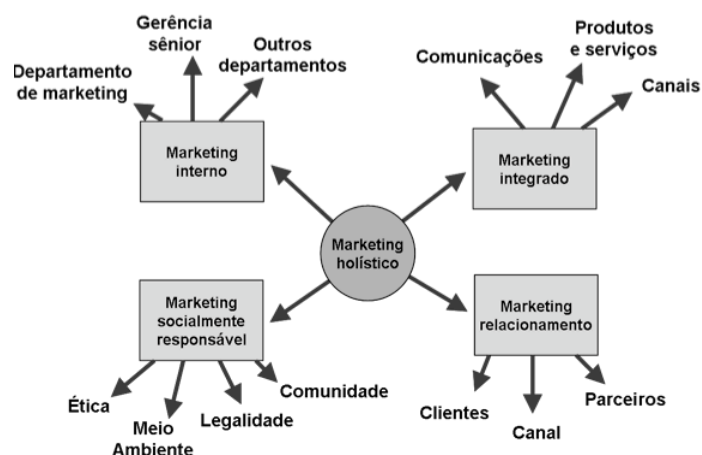 Gerência
sênior
Departamento
de marketing
Outros
departamentos
Marketing
interno
Comunicações
Produtos
e serviços
Canais
Marketing
integrado
Marketing
holístico
Marketing
socialmente
responsável
Ética
Meio
Ambiente
Legalidade
Comunidade
Marketing
relacionamento
Clientes
Canal
Parceiros